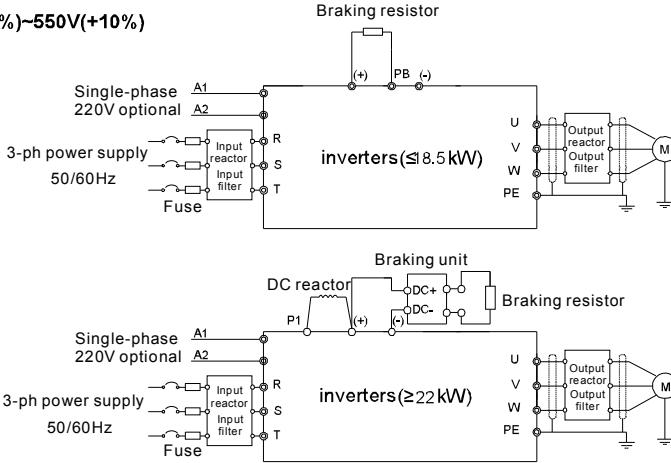 %)~550V(+10%)
Braking resistor
(+) PB (-)
Single-phase A1
220V optional A2
3-ph power supply
50/60Hz
Fuse
Input
reactor
Input
filter
R
S
T
inverters(≤18.5kW)
U
V
W
PE
Output
reactor
Output
filter
M
Braking unit
DC reactor
DC+
DC-
Braking resistor
P1 (+) (-)
Single-phase A1
220V optional A2
3-ph power supply
50/60Hz
Fuse
Input
reactor
Input
filter
R
S
T
inverters(≥22kW)
U
V
W
PE
Output
reactor
Output
filter
M